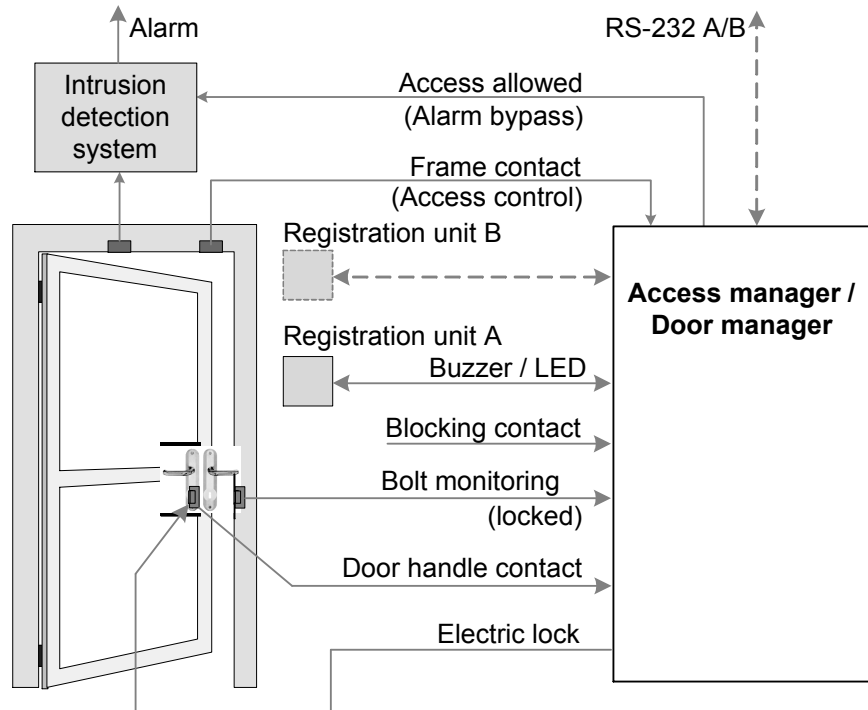 Alarm
RS-232 A/B
Intrusion
detection
system
Access allowed
(Alarm bypass)
Frame contact
(Access control)
Registration unit B
Access manager /
Door manager
Registration unit A
Buzzer / LED
Blocking contact
Bolt monitoring
(locked)
Door handle contact
Electric lock